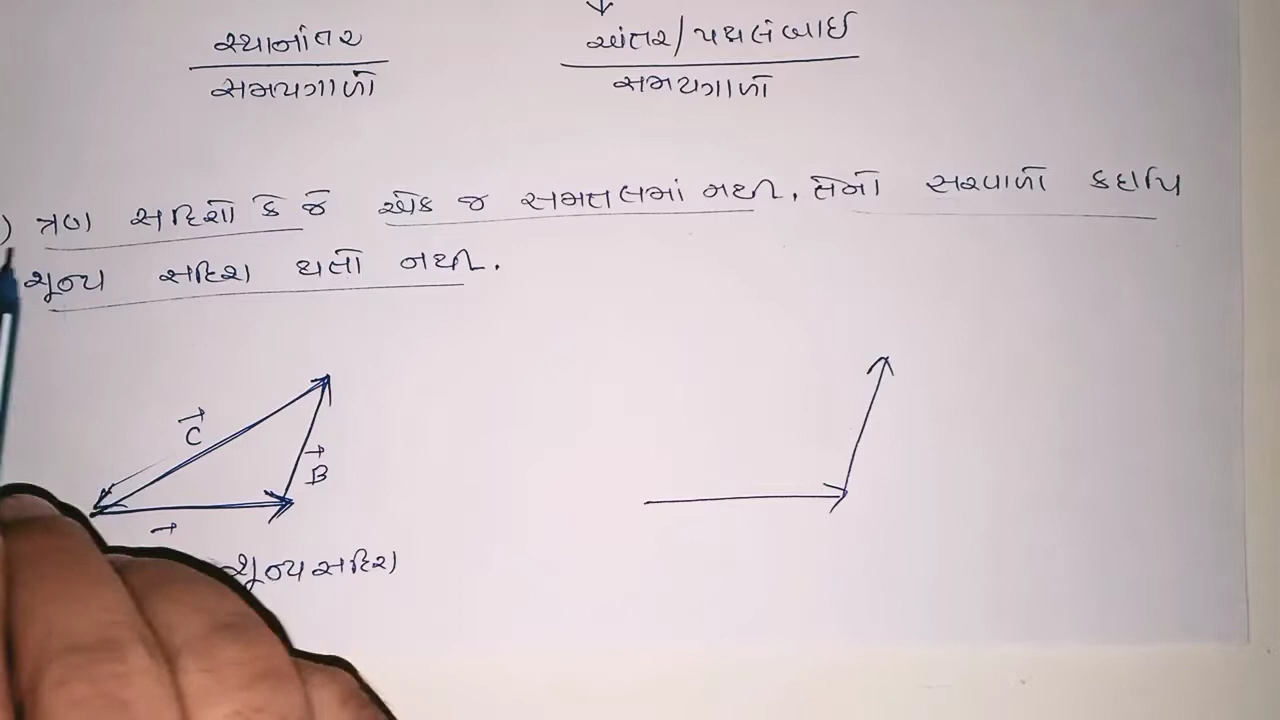 સ્થાનાંતર
સમયગાળો
અંતર/પથલંબાઈ
સમયગાળો
) ત્રણ સદિશો કે જે એક જ સમતલમાં નથી, તેનો સરવાળો કદાપિ
શૂન્ય સદિશ થતો નથી.
C
B
શૂન્ય સદિશ